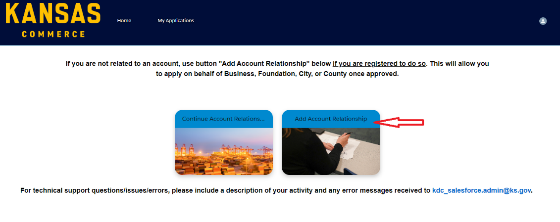 KANSAS
COMMERCE
Home My Applications
If you are not related to an account, use button "Add Account Relationship" below if you are registered to do so. This will allow you
to apply on behalf of Business, Foundation, City, or County once approved.
Continue Account Relations... Add Account Relationship
For technical support questions/issues/errors, please include a description of your activity and any error messages received to kdc_salesforce.admin@ks.gov.